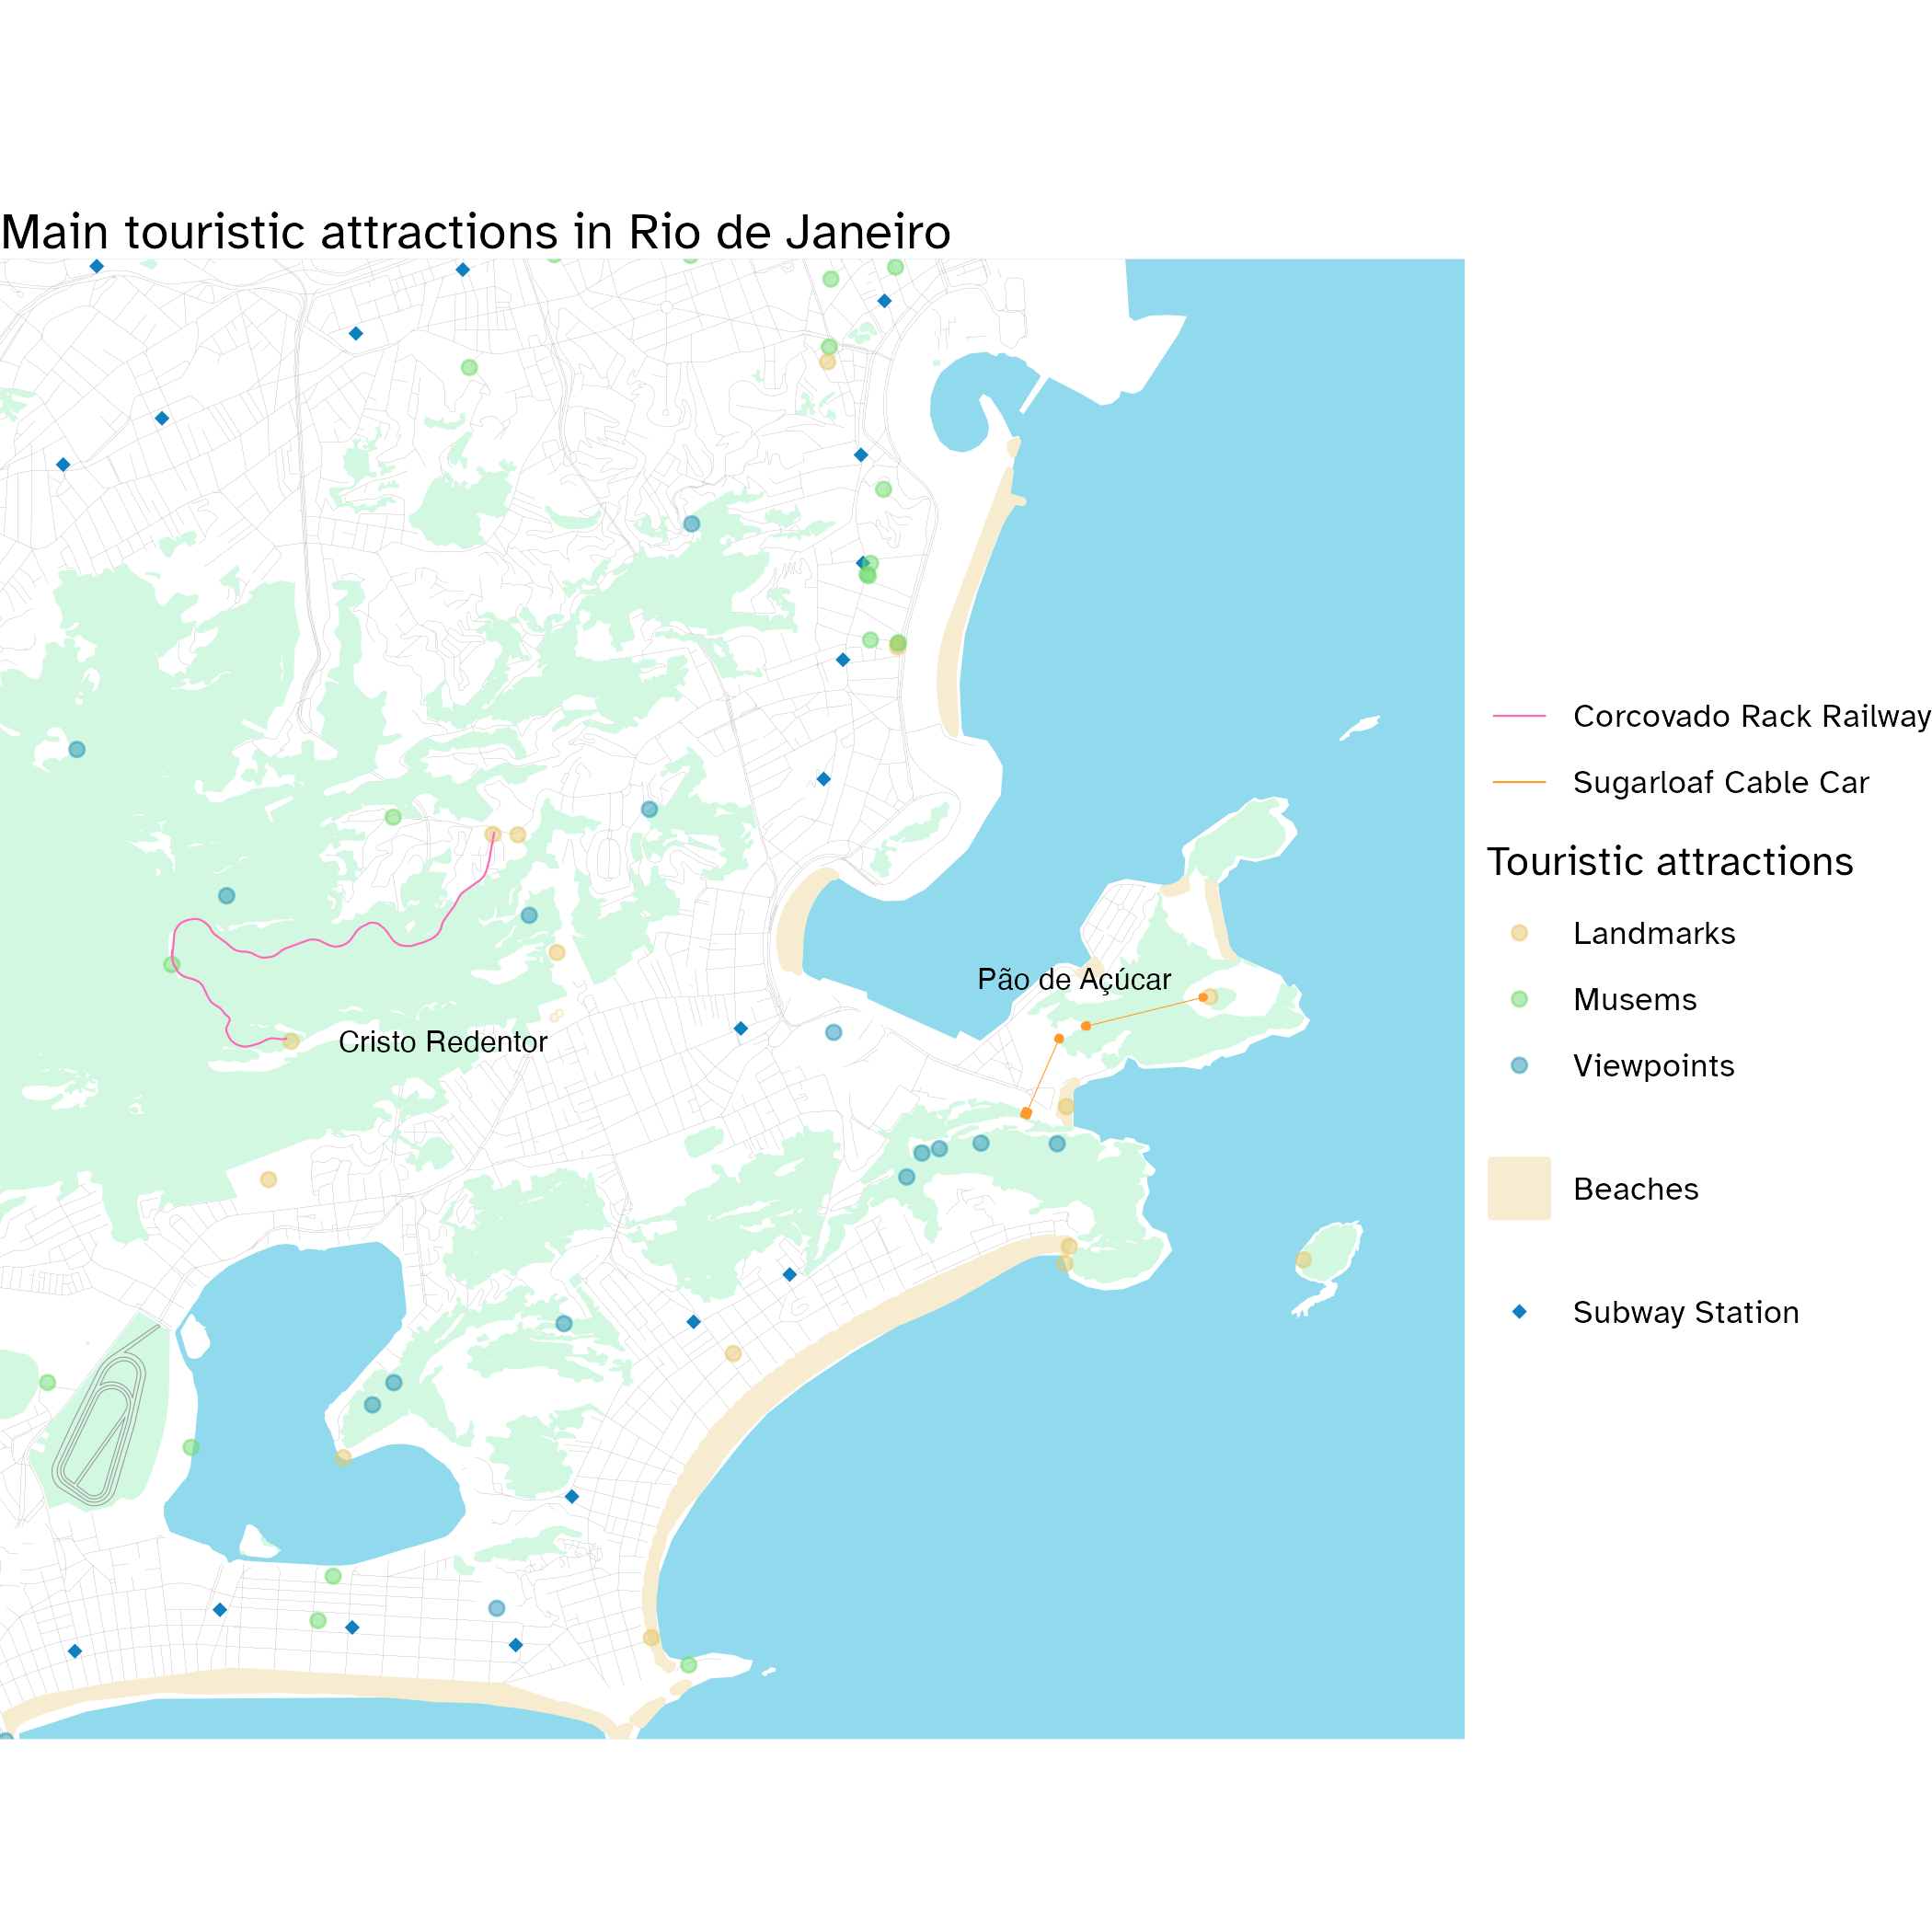 Main touristic attractions in Rio de Janeiro
Pão de Açúcar
Cristo Redentor
Corcovado Rack Railway
Sugarloaf Cable Car
Touristic attractions
Landmarks
Musems
Viewpoints
Beaches
Subway Station